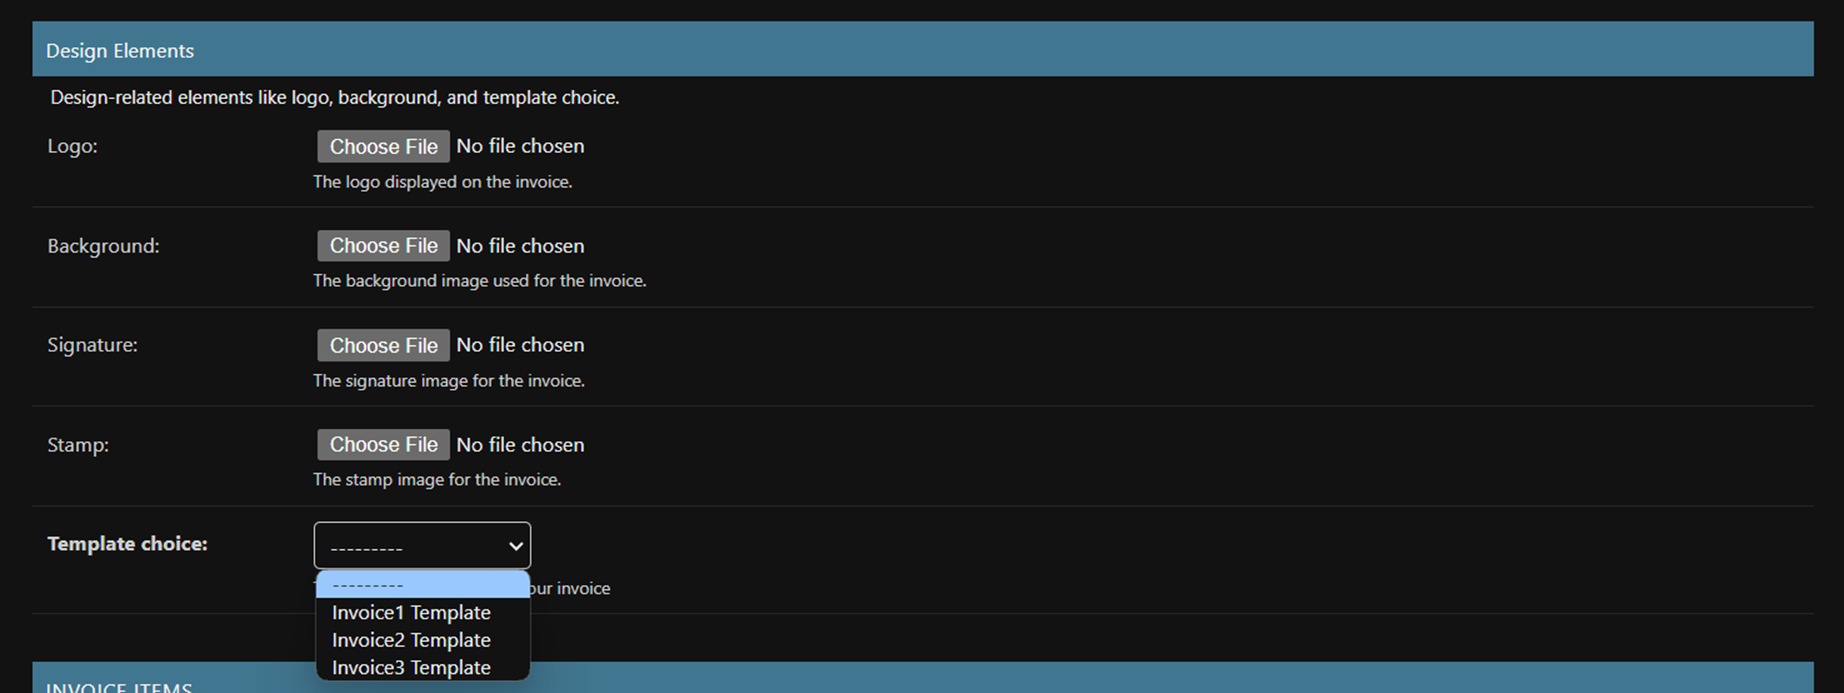 Design Elements
Design-related elements like logo, background, and template choice.
Logo: Choose File No file chosen
The logo displayed on the invoice.
Background: Choose File No file chosen
The background image used for the invoice.
Signature: Choose File No file chosen
The signature image for the invoice.
Stamp: Choose File No file chosen
The stamp image for the invoice.
Template choice: ---------
---------
invoice
Invoice1 Template
Invoice2 Template
Invoice3 Template
INVOICE ITEMS